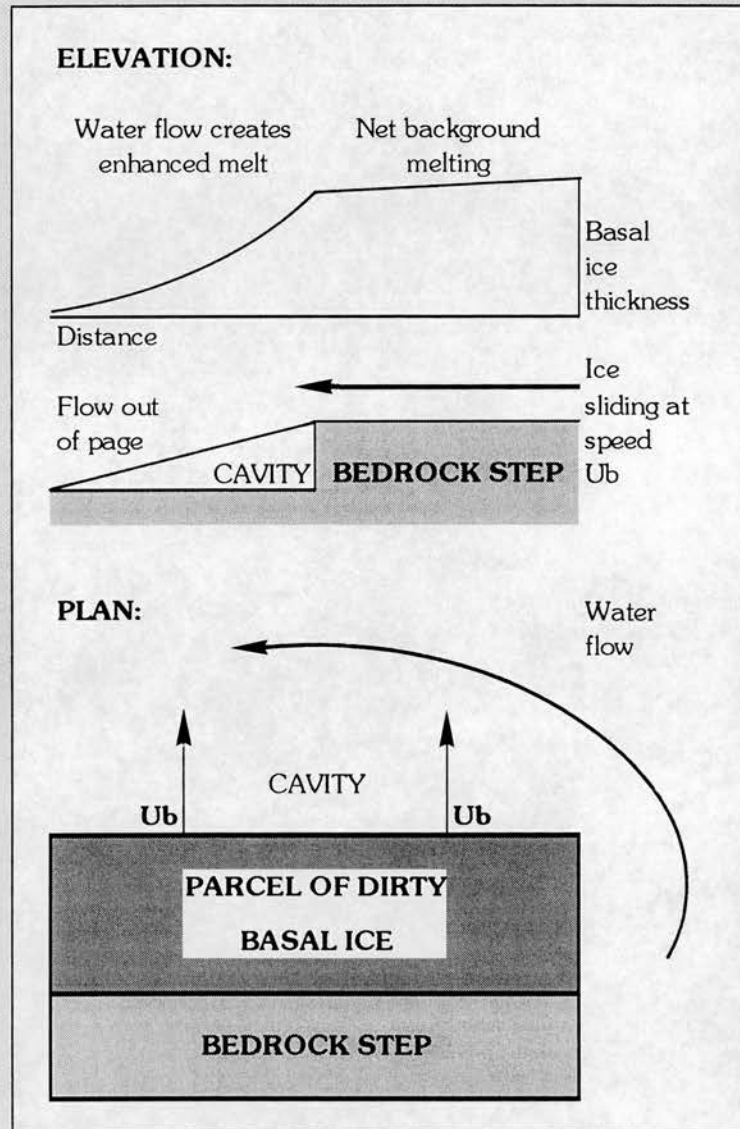 ELEVATION:
Water flow creates
enhanced melt
Net background
melting
Basal
ice
thickness
Distance
Ice
sliding at
speed
Ub
Flow out
of page
CAVITY
BEDROCK STEP
PLAN:
Water
flow
CAVITY
Ub
Ub
PARCEL OF DIRTY
BASAL ICE
BEDROCK STEP